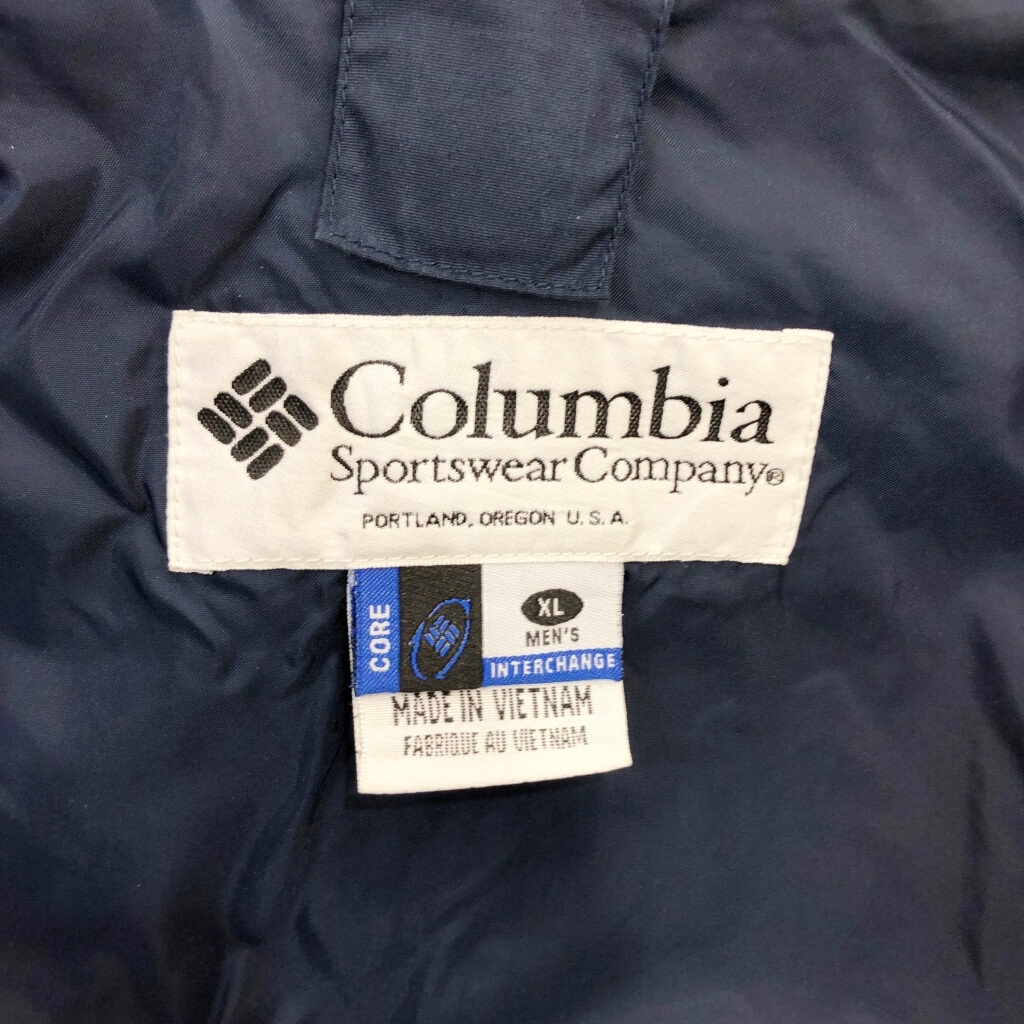 Columbia
Sportswear Company®
PORTLAND, OREGON U.S.A.
CORE
XL
MEN'S
INTERCHANGE
MADE IN VIETNAM
FABRIQUE AU VIETNAM